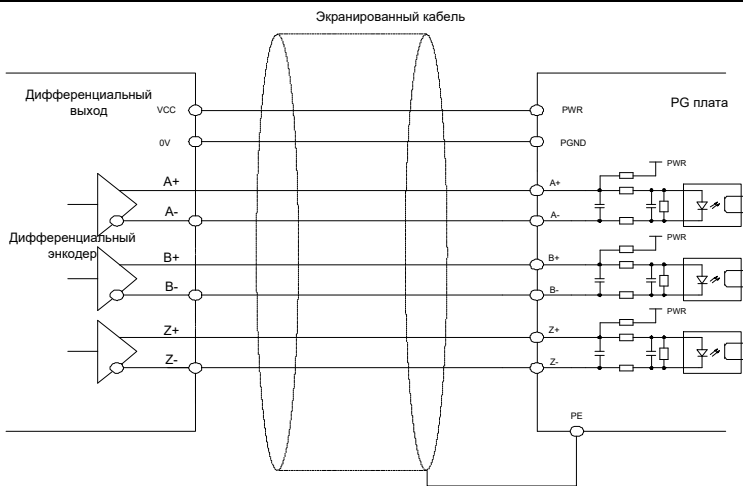 Экранированный кабель
Дифференциальный
выход
VCC
PWR
PG плата
0V
PGND
PWR
A+
A+
A-
A-
Дифференциальный
энкодер
PWR
B+
B+
B-
B-
PWR
Z+
Z+
Z-
Z-
PE